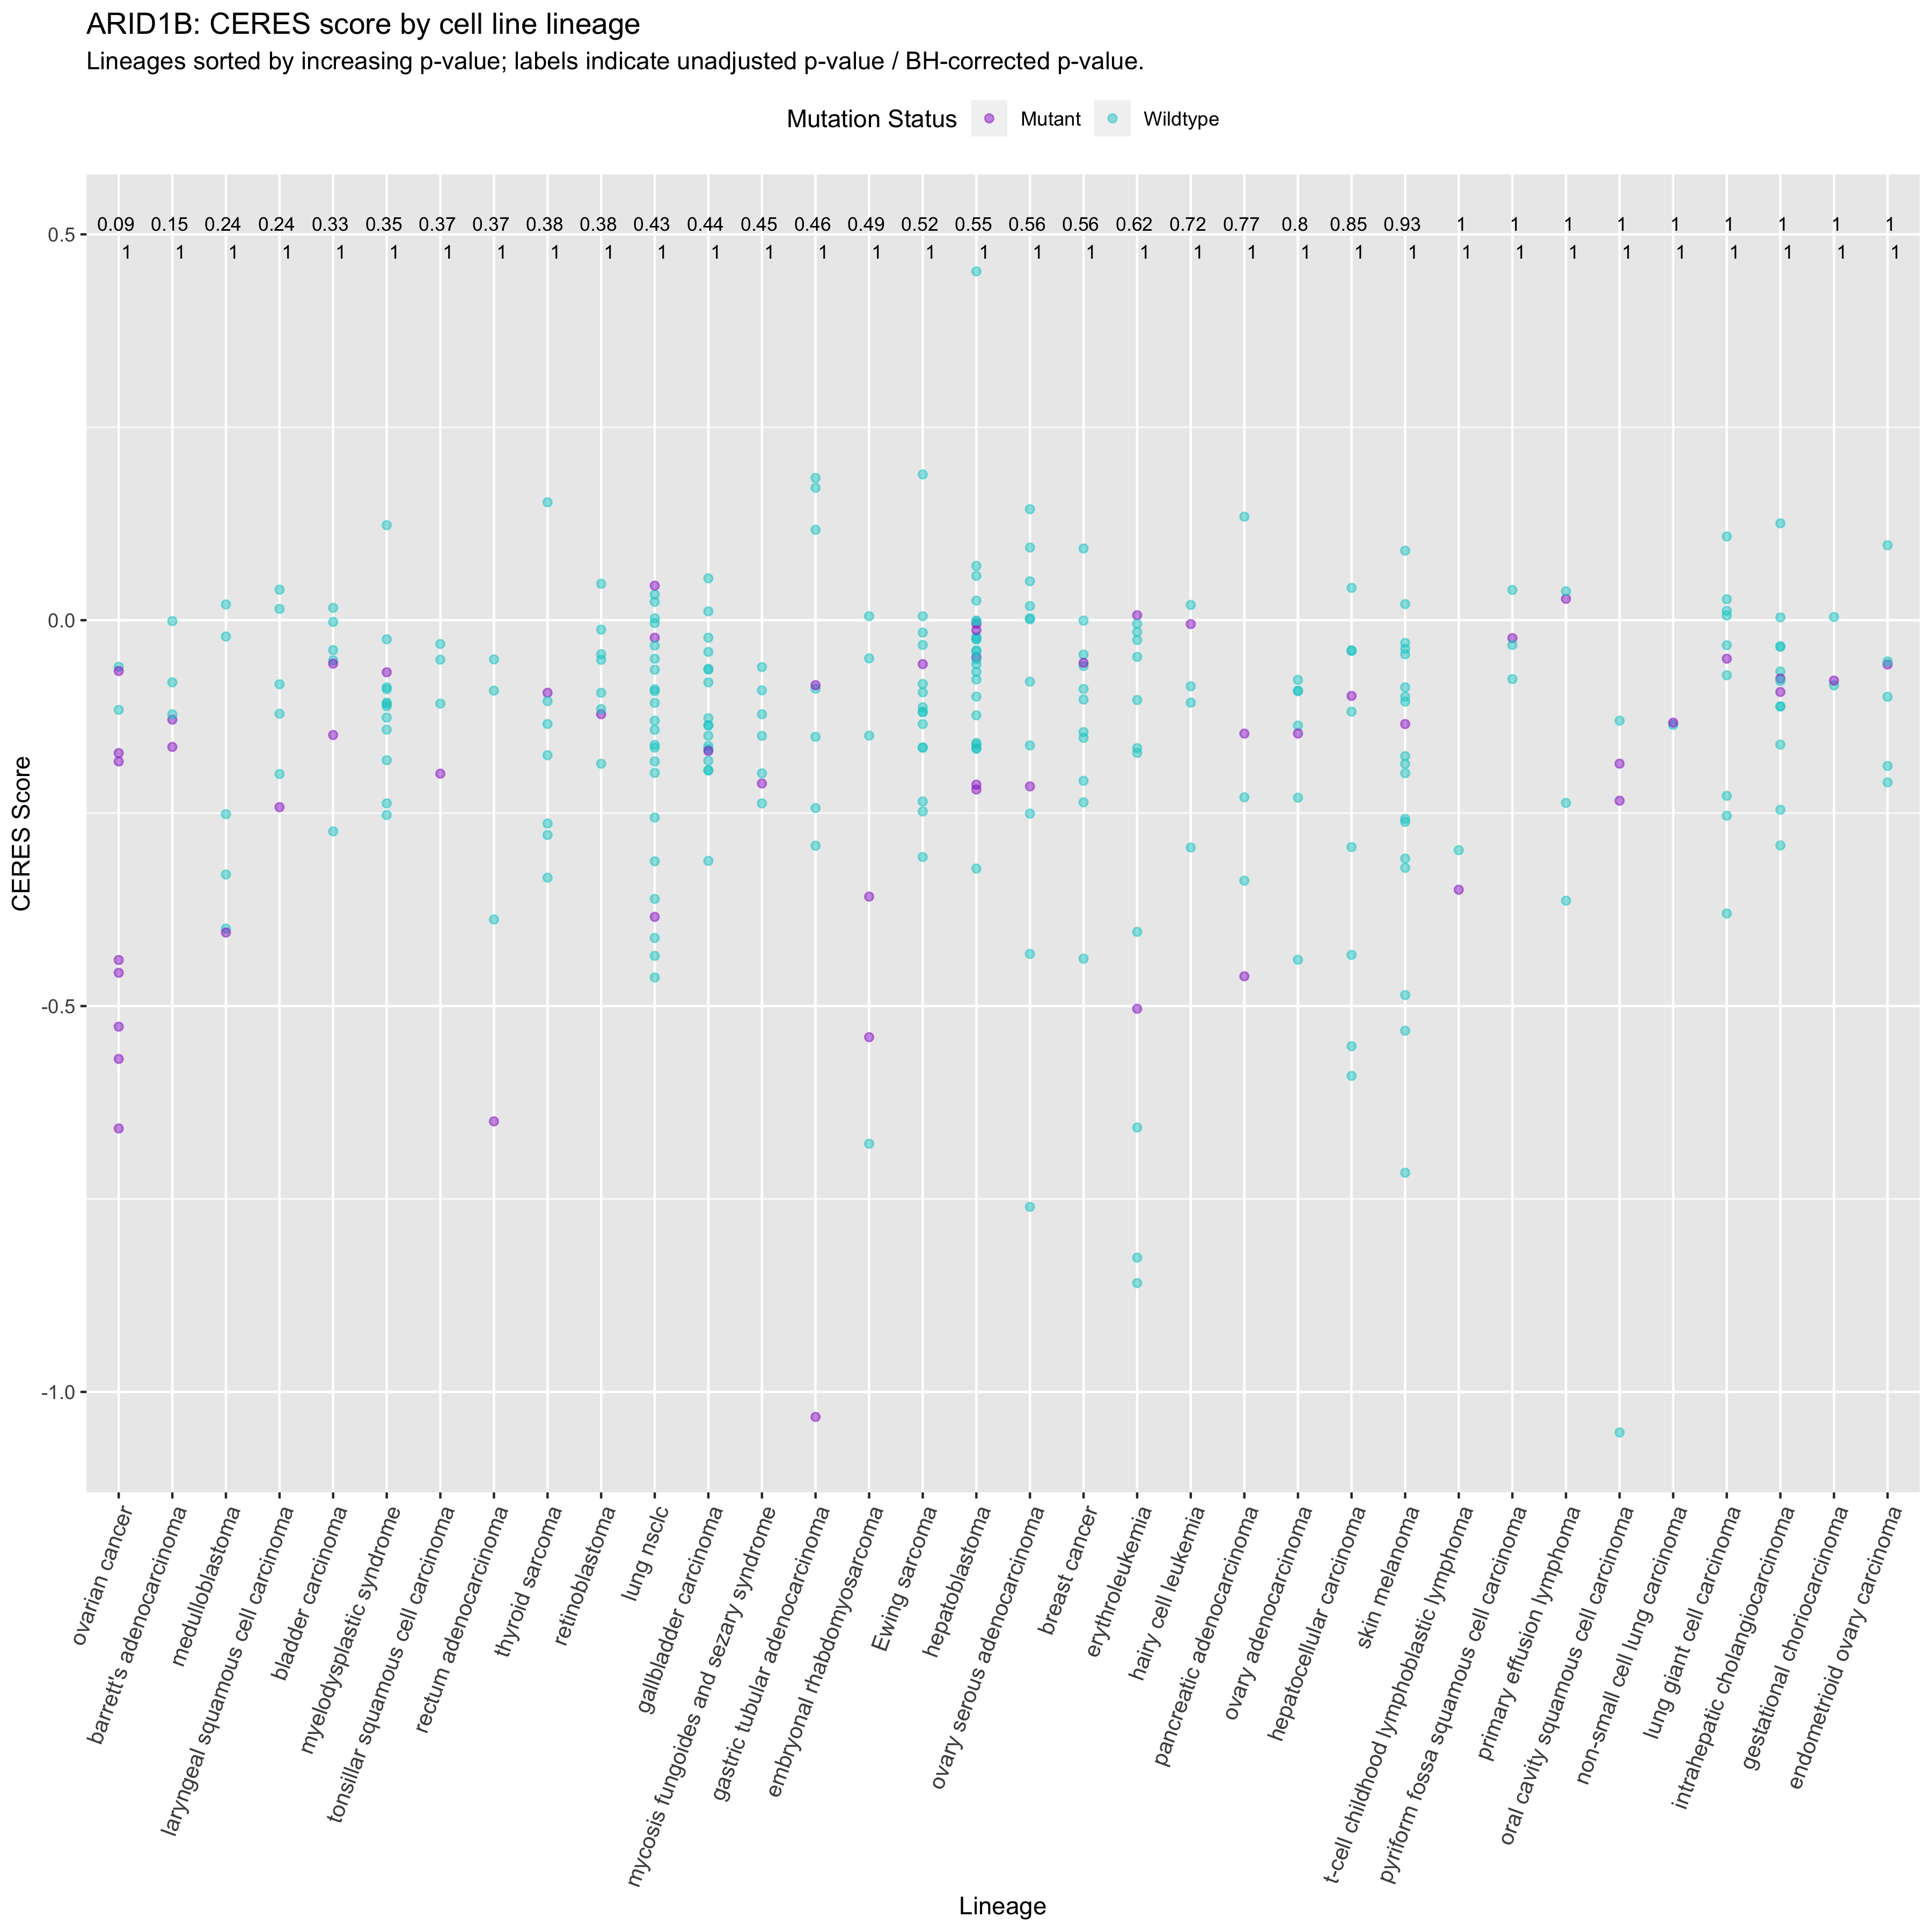 ARID1B: CERES score by cell line lineage
Lineages sorted by increasing p-value; labels indicate unadjusted p-value / BH-corrected p-value.
Mutation Status Mutant Wildtype
0.09 0.15 0.24 0.24 0.33 0.35 0.37 0.37 0.38 0.38 0.43 0.44 0.45 0.46 0.49 0.52 0.55 0.56 0.56 0.62 0.72 0.77 0.8 0.85 0.93 1 1 1 1 1 1 1 1 1
1 1 1 1 1 1 1 1 1 1 1 1 1 1 1 1 1 1 1 1 1 1 1 1 1 1 1 1 1 1 1 1 1 1
0.5
0.0
-0.5
-1.0
CERES Score
ovarian cancer
barrett's adenocarcinoma
medulloblastoma
laryngeal squamous cell carcinoma
bladder carcinoma
myelodysplastic syndrome
tonsillar squamous cell carcinoma
rectum adenocarcinoma
thyroid sarcoma
retinoblastoma
lung nsclc
gallbladder carcinoma
mycosis fungoides and sezary syndrome
gastric tubular adenocarcinoma
embryonal rhabdomyosarcoma
Ewing sarcoma
hepatoblastoma
ovary serous adenocarcinoma
breast cancer
erythroleukemia
hairy cell leukemia
pancreatic adenocarcinoma
ovary adenocarcinoma
hepatocellular carcinoma
skin melanoma
t-cell childhood lymphoblastic lymphoma
pyriform fossa squamous cell carcinoma
primary effusion lymphoma
oral cavity squamous cell carcinoma
non-small cell lung carcinoma
lung giant cell carcinoma
intrahepatic cholangiocarcinoma
gestational choriocarcinoma
endometrioid ovary carcinoma
Lineage